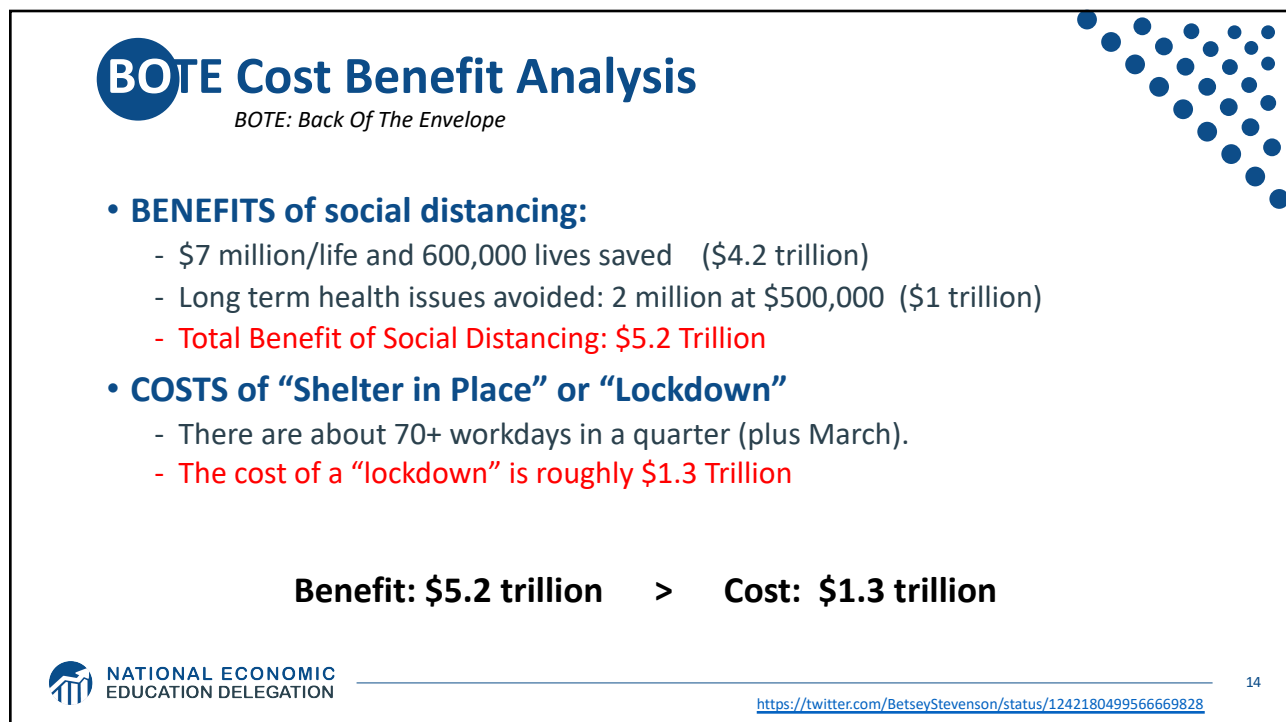 BOTE Cost Benefit Analysis
BOTE: Back Of The Envelope
• BENEFITS of social distancing:
- $7 million/life and 600,000 lives saved ($4.2 trillion)
- Long term health issues avoided: 2 million at $500,000 ($1 trillion)
- Total Benefit of Social Distancing: $5.2 Trillion
• COSTS of “Shelter in Place” or “Lockdown”
- There are about 70+ workdays in a quarter (plus March).
- The cost of a “lockdown” is roughly $1.3 Trillion
Benefit: $5.2 trillion > Cost: $1.3 trillion
NATIONAL ECONOMIC
EDUCATION DELEGATION
14
https://twitter.com/BetseyStevenson/status/1242180499566669828